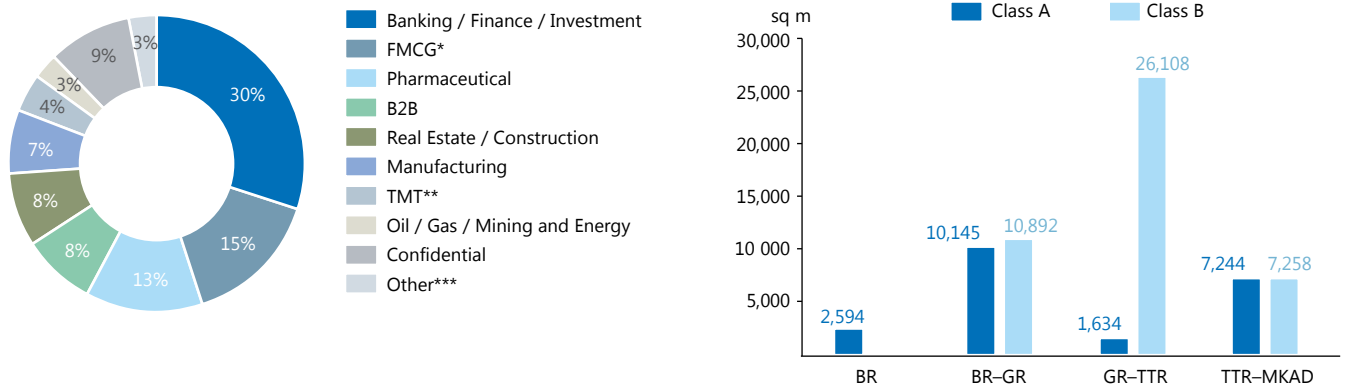 30%
15%
13%
8%
8%
7%
4%
3%
9%
3%
Banking / Finance / Investment
FMCG*
Pharmaceutical
B2B
Real Estate / Construction
Manufacturing
TMT**
Oil / Gas / Mining and Energy
Confidential
Other***
Class A
Class B
sq m
30,000
25,000
20,000
15,000
10 000
5,000
2,594
10,145
10,892
1,634
26,108
7,244
7,258
BR
BR–GR
GR–TTR
TTR–MKAD